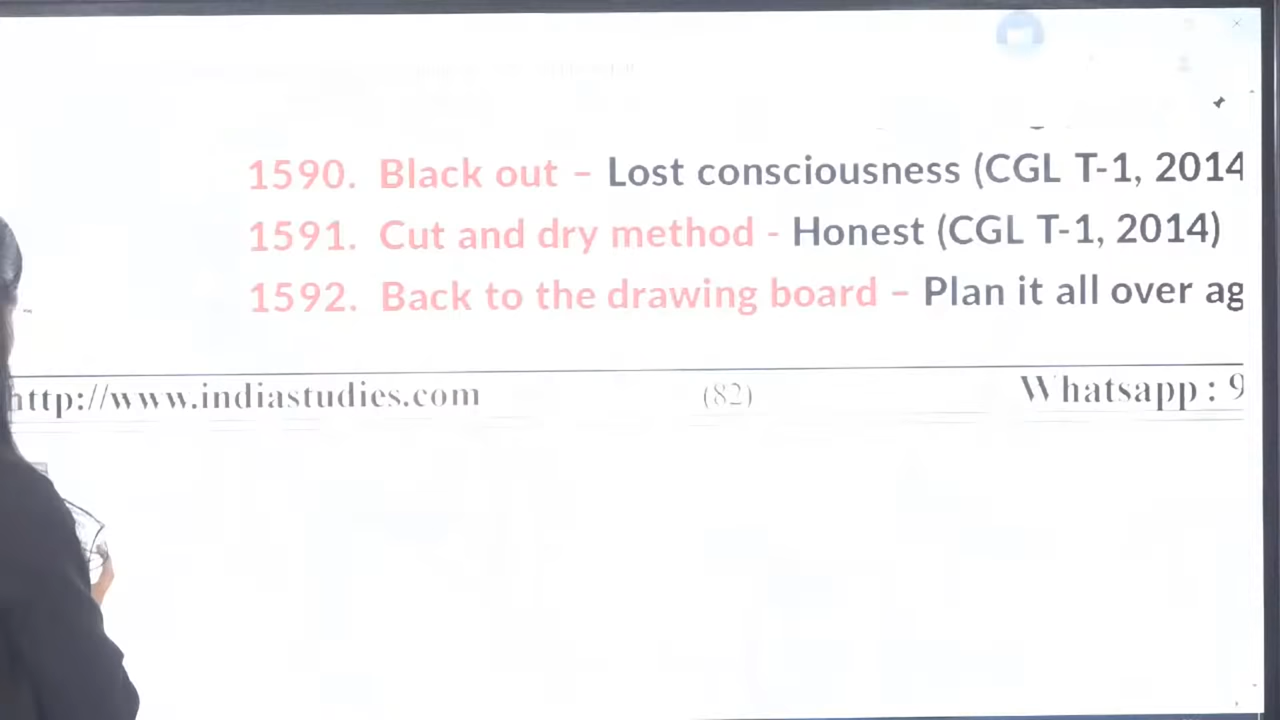 1590. Black out – Lost consciousness (CGL T-1, 2014
1591. Cut and dry method - Honest (CGL T-1, 2014)
1592. Back to the drawing board – Plan it all over ag
http://www.indiastudies.com (82) Whatsapp : 9